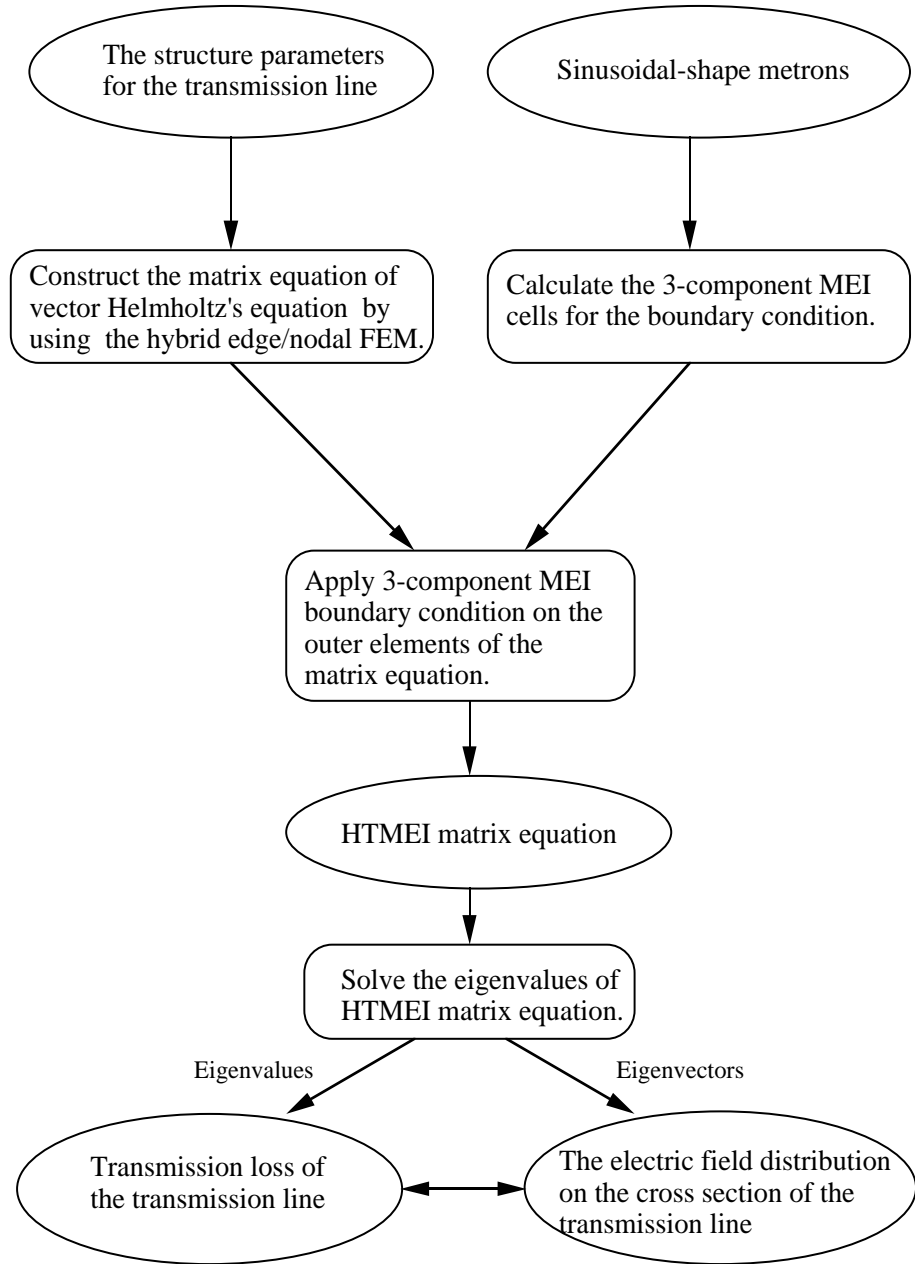 The structure parameters
for the transmission line
Sinusoidal-shape metrons
Construct the matrix equation of
vector Helmholtz's equation by
using the hybrid edge/nodal FEM.
Calculate the 3-component MEI
cells for the boundary condition.
Apply 3-component MEI
boundary condition on the
outer elements of the
matrix equation.
HTMEI matrix equation
Solve the eigenvalues of
HTMEI matrix equation.
Eigenvalues
Eigenvectors
Transmission loss of
the transmission line
The electric field distribution
on the cross section of the
transmission line